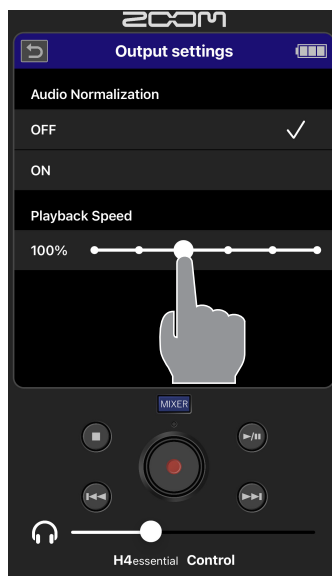 ZOOM
Output settings
Audio Normalization
OFF
ON
Playback Speed
100%
MIXER
H4essential Control